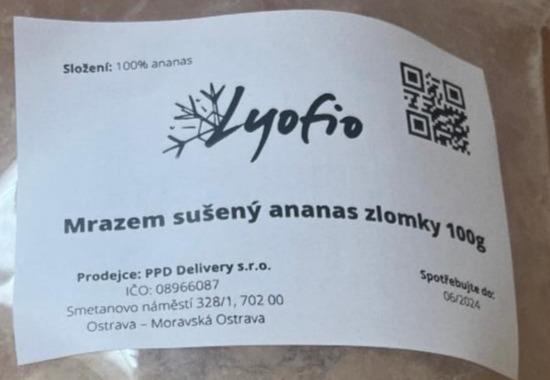 Složení: 100% ananas
Lyofio
Mrazem sušený ananas zlomky 100g
Prodejce: PPD Delivery s.r.o.
IČO: 08966087
Smetanovo náměstí 328/1, 702 00
Ostrava – Moravská Ostrava
Spotřebujte do:
06/2024